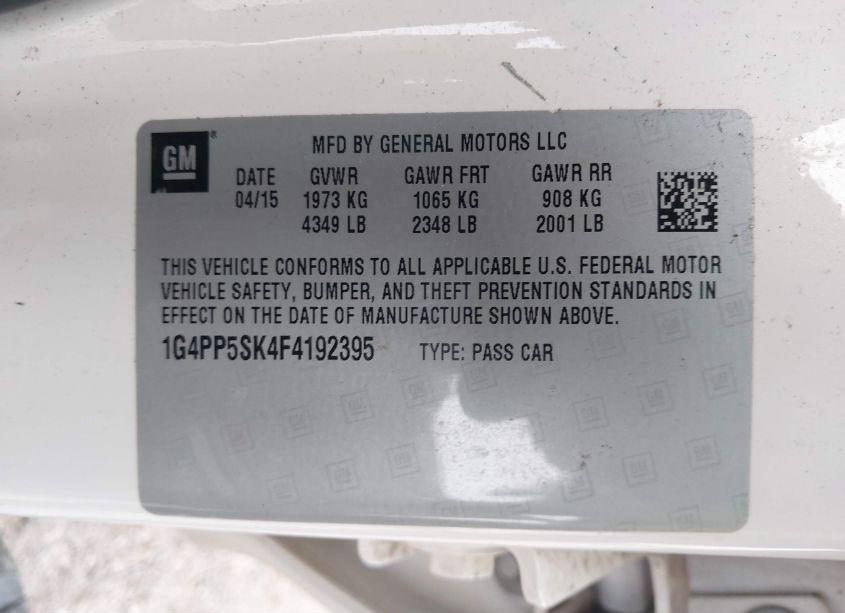 GM
MFD BY GENERAL MOTORS LLC
DATE GVWR GAWR FRT GAWR RR
04/15 1973 KG 1065 KG 908 KG
4349 LB 2348 LB 2001 LB
THIS VEHICLE CONFORMS TO ALL APPLICABLE U.S. FEDERAL MOTOR
VEHICLE SAFETY, BUMPER, AND THEFT PREVENTION STANDARDS IN
EFFECT ON THE DATE OF MANUFACTURE SHOWN ABOVE.
1G4PP5SK4F4192395 TYPE: PASS CAR